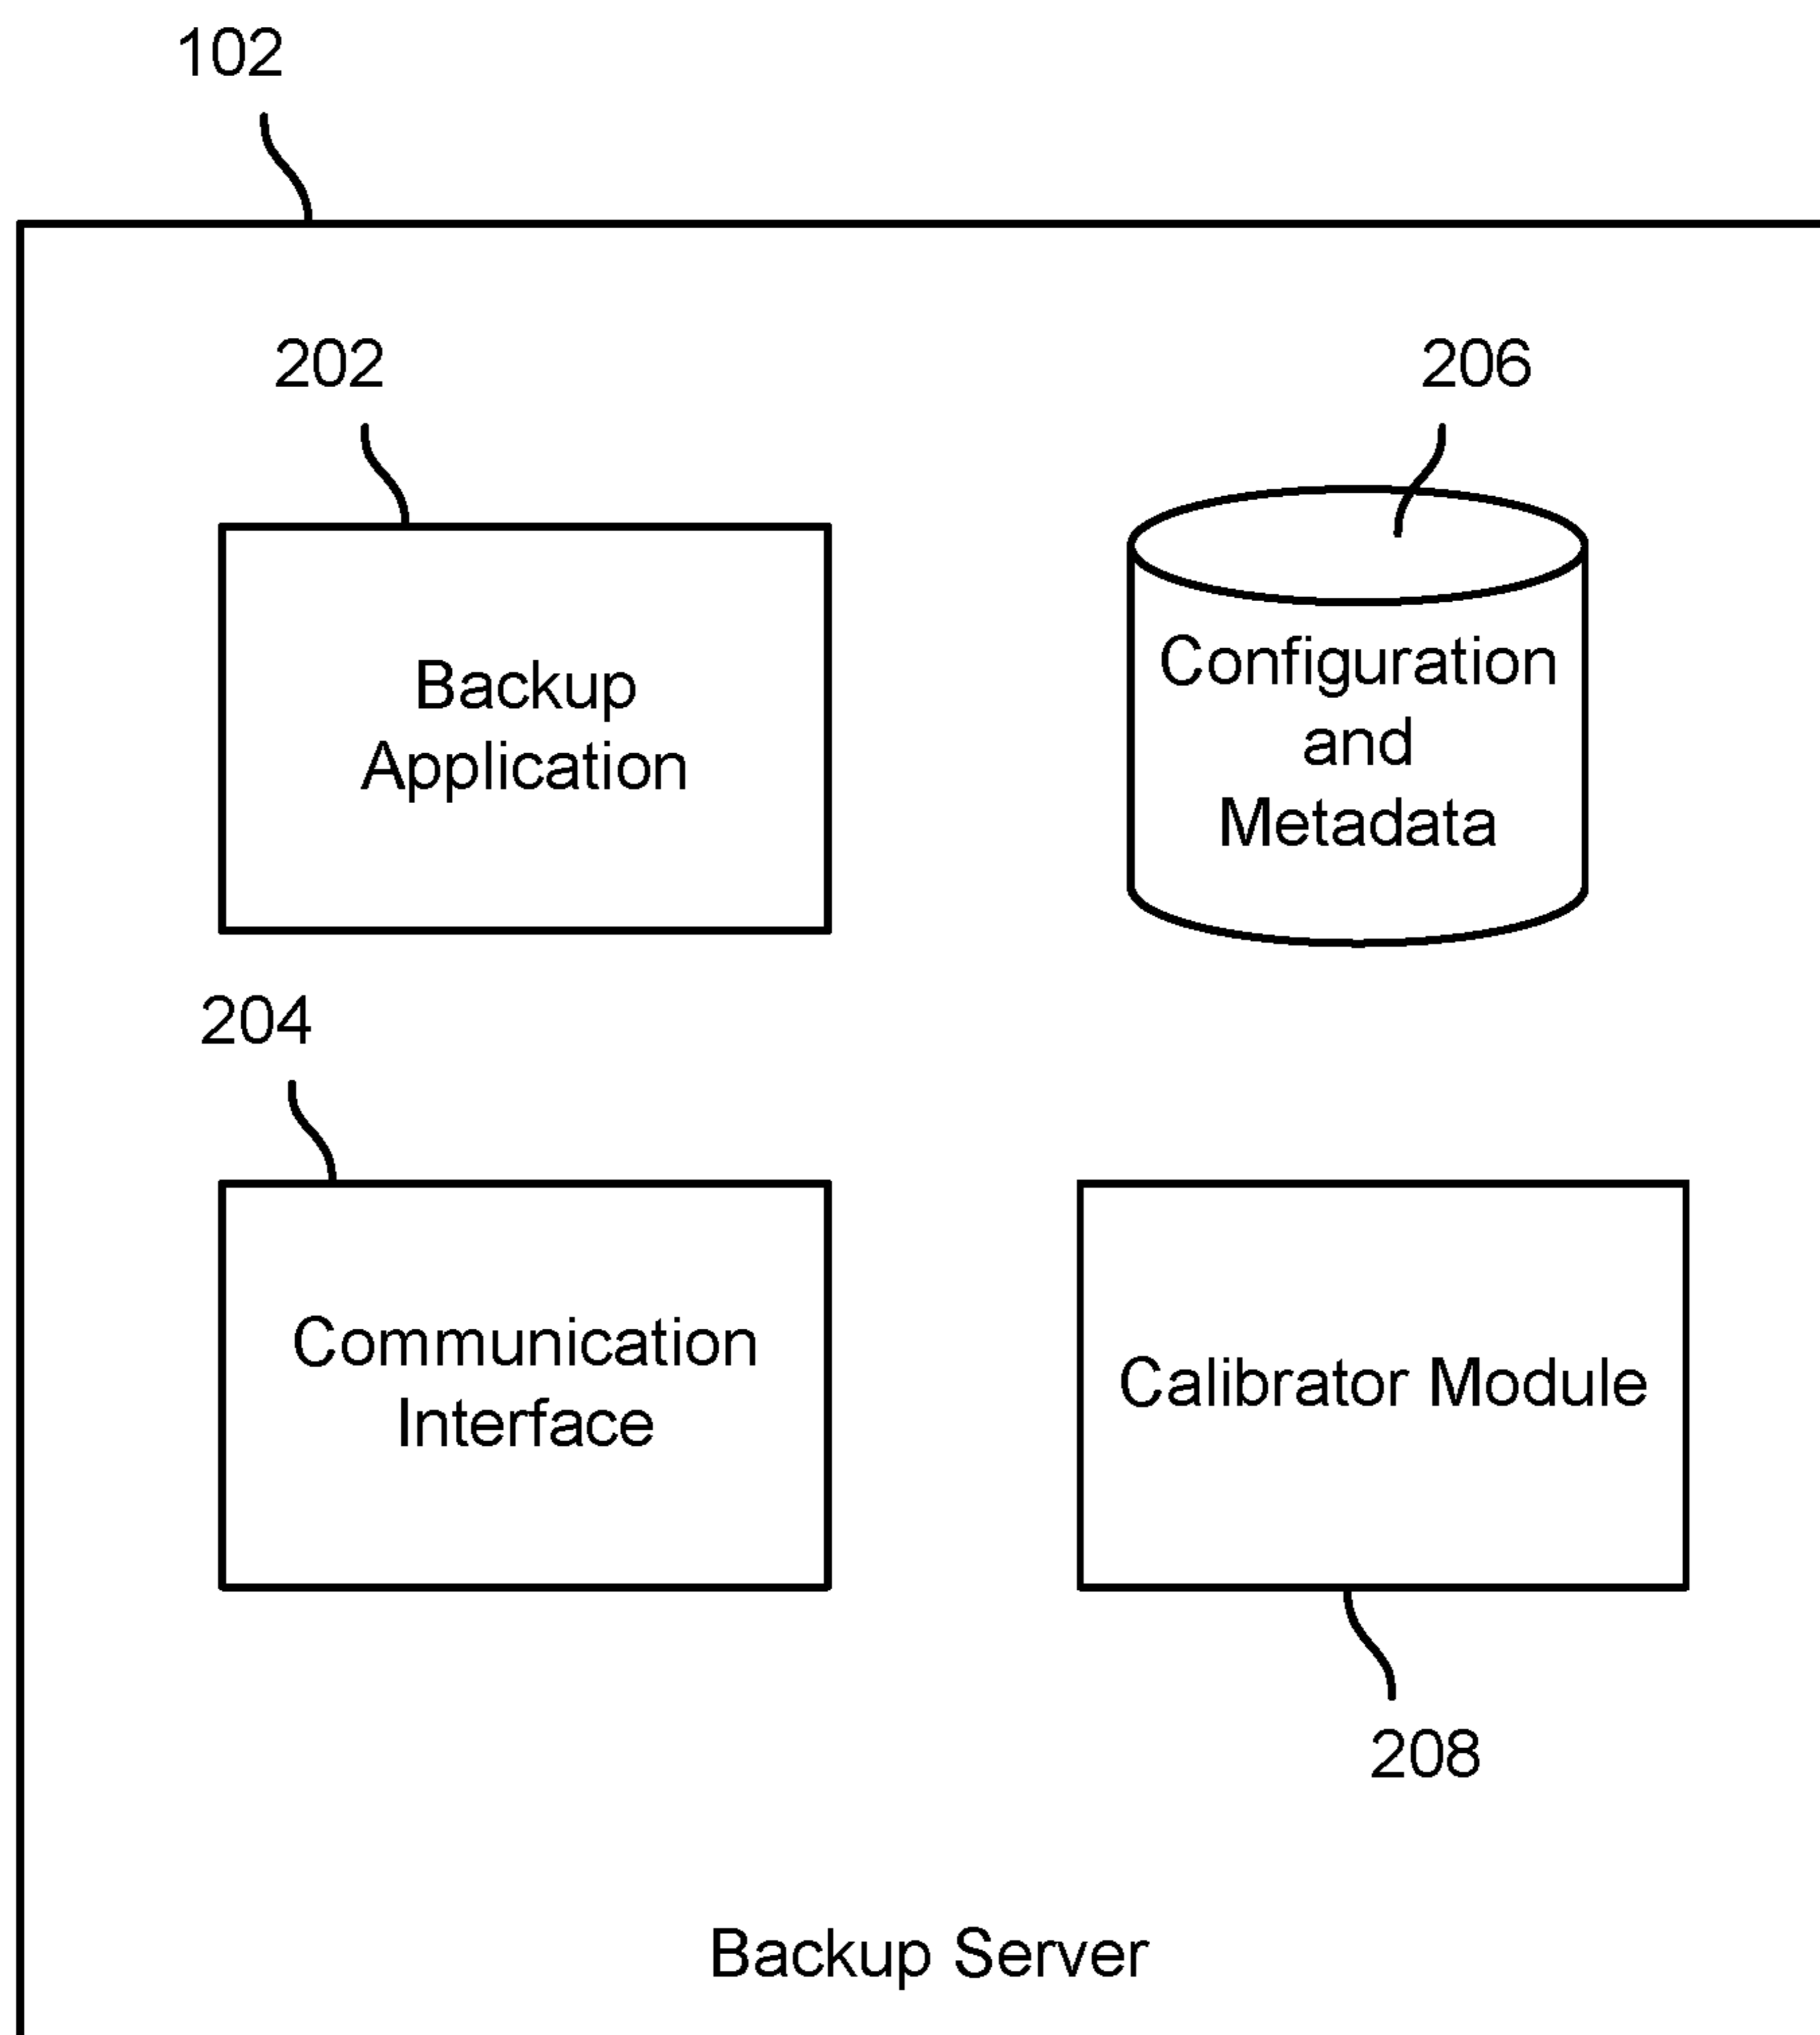 102
202
206
Backup
Application
Configuration
and
Metadata
204
Communication
Interface
Calibrator Module
208
Backup Server